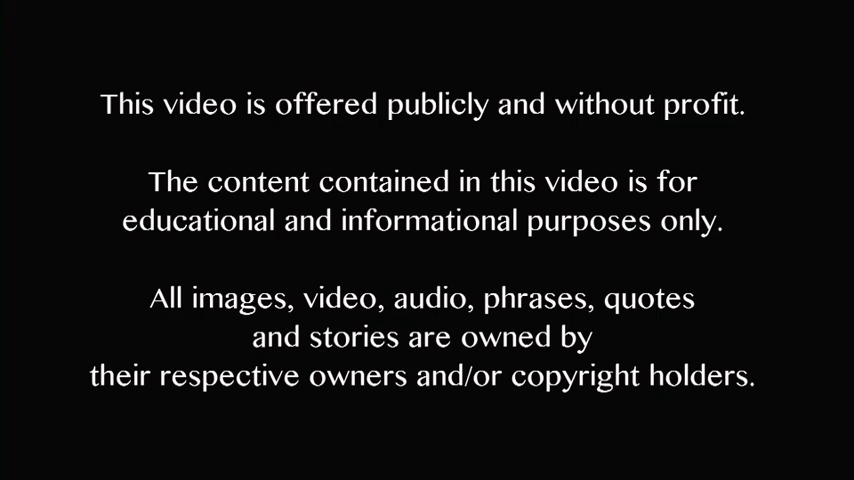 This video is offered publicly and without profit.
The content contained in this video is for
educational and informational purposes only.
All images, video, audio, phrases, quotes
and stories are owned by
their respective owners and/or copyright holders.